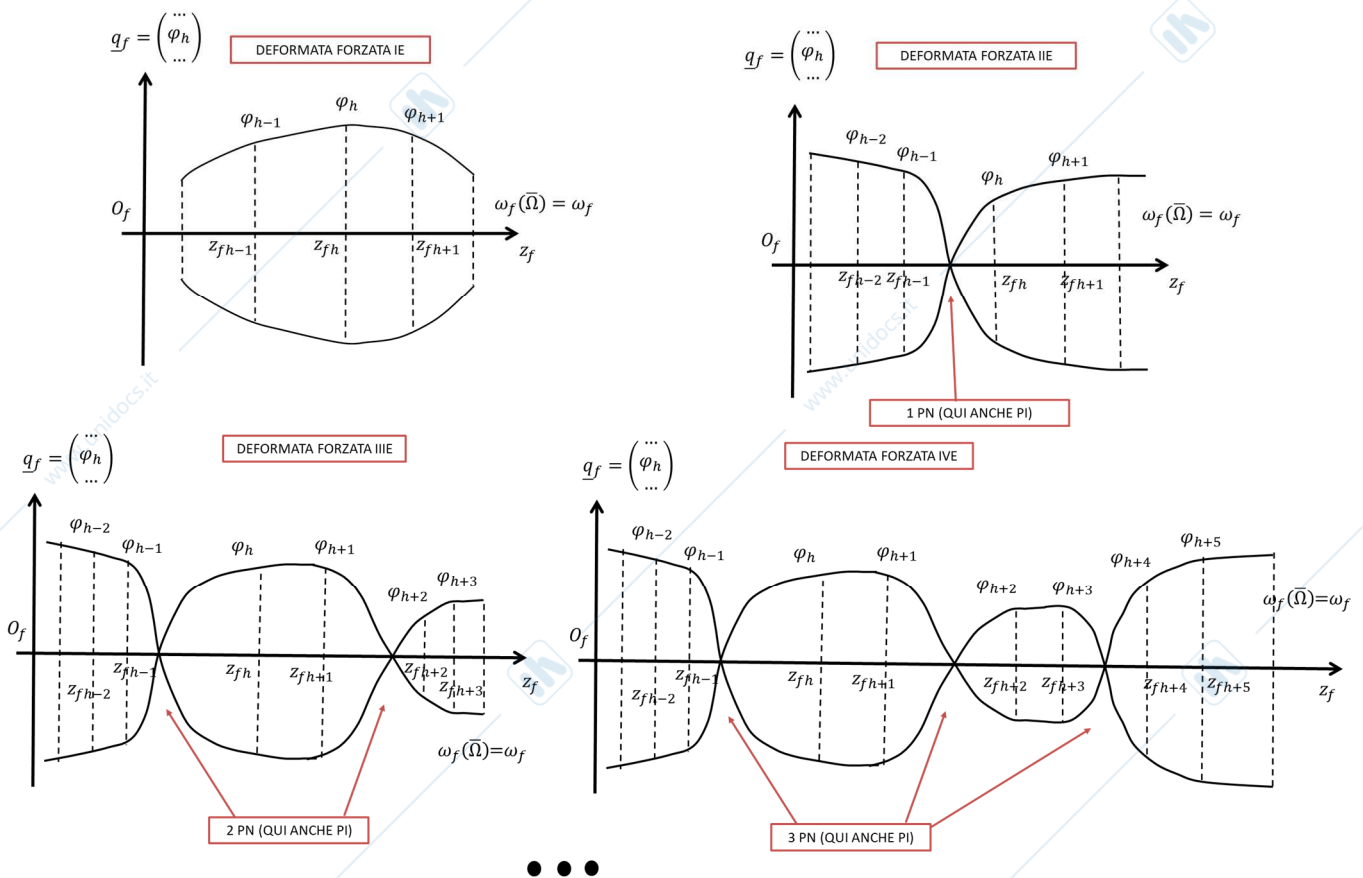 q_f = (... φ_h ...)
DEFORMATA FORZATA IE
φ_{h−1} φ_h φ_{h+1}
O_f
ω_f(Ω̅) = ω_f
z_{fh−1} z_{fh} z_{fh+1} z_f
q_f = (... φ_h ...)
DEFORMATA FORZATA IIE
φ_{h−2} φ_{h−1} φ_h φ_{h+1}
ω_f(Ω̅) = ω_f
O_f
z_{fh−2} z_{fh−1} z_{fh} z_{fh+1} z_f
1 PN (QUI ANCHE PI)
www.unidocs.it
www.unidocs.it
q_f = (... φ_h ...)
DEFORMATA FORZATA IIIE
φ_{h−2} φ_{h−1} φ_h φ_{h+1} φ_{h+2} φ_{h+3}
O_f
z_{fh−2} z_{fh−1} z_{fh} z_{fh+1} z_{fh+2} z_{fh+3} z_f
ω_f(Ω̅)=ω_f
2 PN (QUI ANCHE PI)
q_f = (... φ_h ...)
DEFORMATA FORZATA IVE
φ_{h−2} φ_{h−1} φ_h φ_{h+1} φ_{h+2} φ_{h+3} φ_{h+4} φ_{h+5}
ω_f(Ω̅)=ω_f
O_f
z_{fh−2} z_{fh−1} z_{fh} z_{fh+1} z_{fh+2} z_{fh+3} z_{fh+4} z_{fh+5} z_f
3 PN (QUI ANCHE PI)
• • •